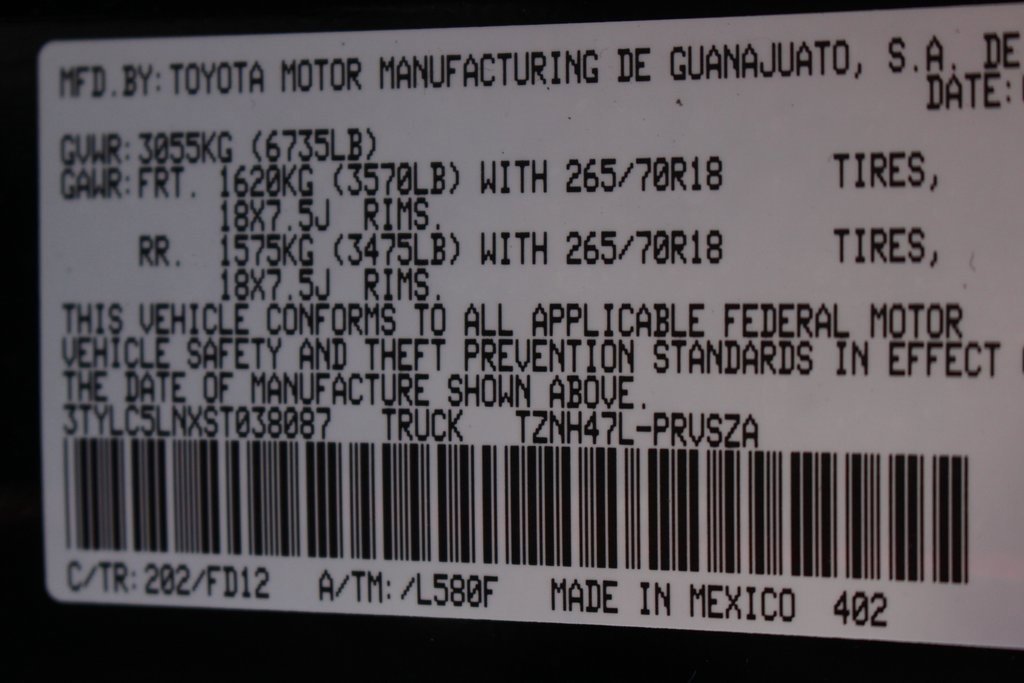 MFD.BY: TOYOTA MOTOR MANUFACTURING DE GUANAJUATO, S.A. DE
DATE:
GVWR: 3055KG (6735LB)
GAWR: FRT. 1620KG (3570LB) WITH 265/70R18 TIRES,
18X7.5J RIMS.
RR. 1575KG (3475LB) WITH 265/70R18 TIRES,
18X7.5J RIMS.
THIS VEHICLE CONFORMS TO ALL APPLICABLE FEDERAL MOTOR
VEHICLE SAFETY AND THEFT PREVENTION STANDARDS IN EFFECT
THE DATE OF MANUFACTURE SHOWN ABOVE.
3TYLC5LNXST038087 TRUCK TZNH47L-PRVSZA
C/TR: 202/FD12 A/TM: /L580F MADE IN MEXICO 402